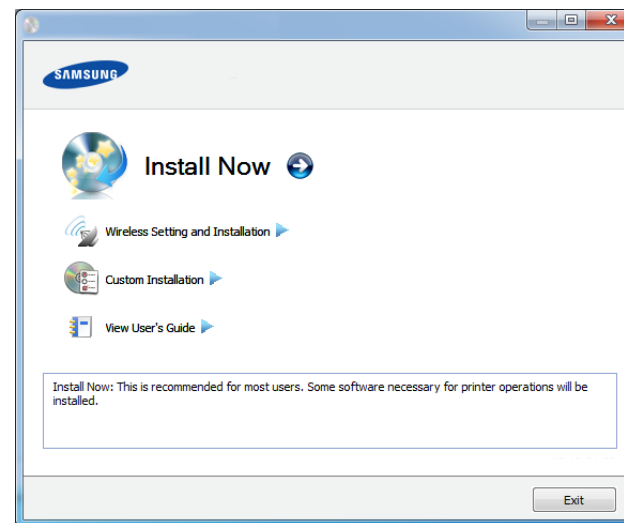 SAMSUNG
Install Now
Wireless Setting and Installation
Custom Installation
View User's Guide
Install Now: This is recommended for most users. Some software necessary for printer operations will be
installed.
Exit